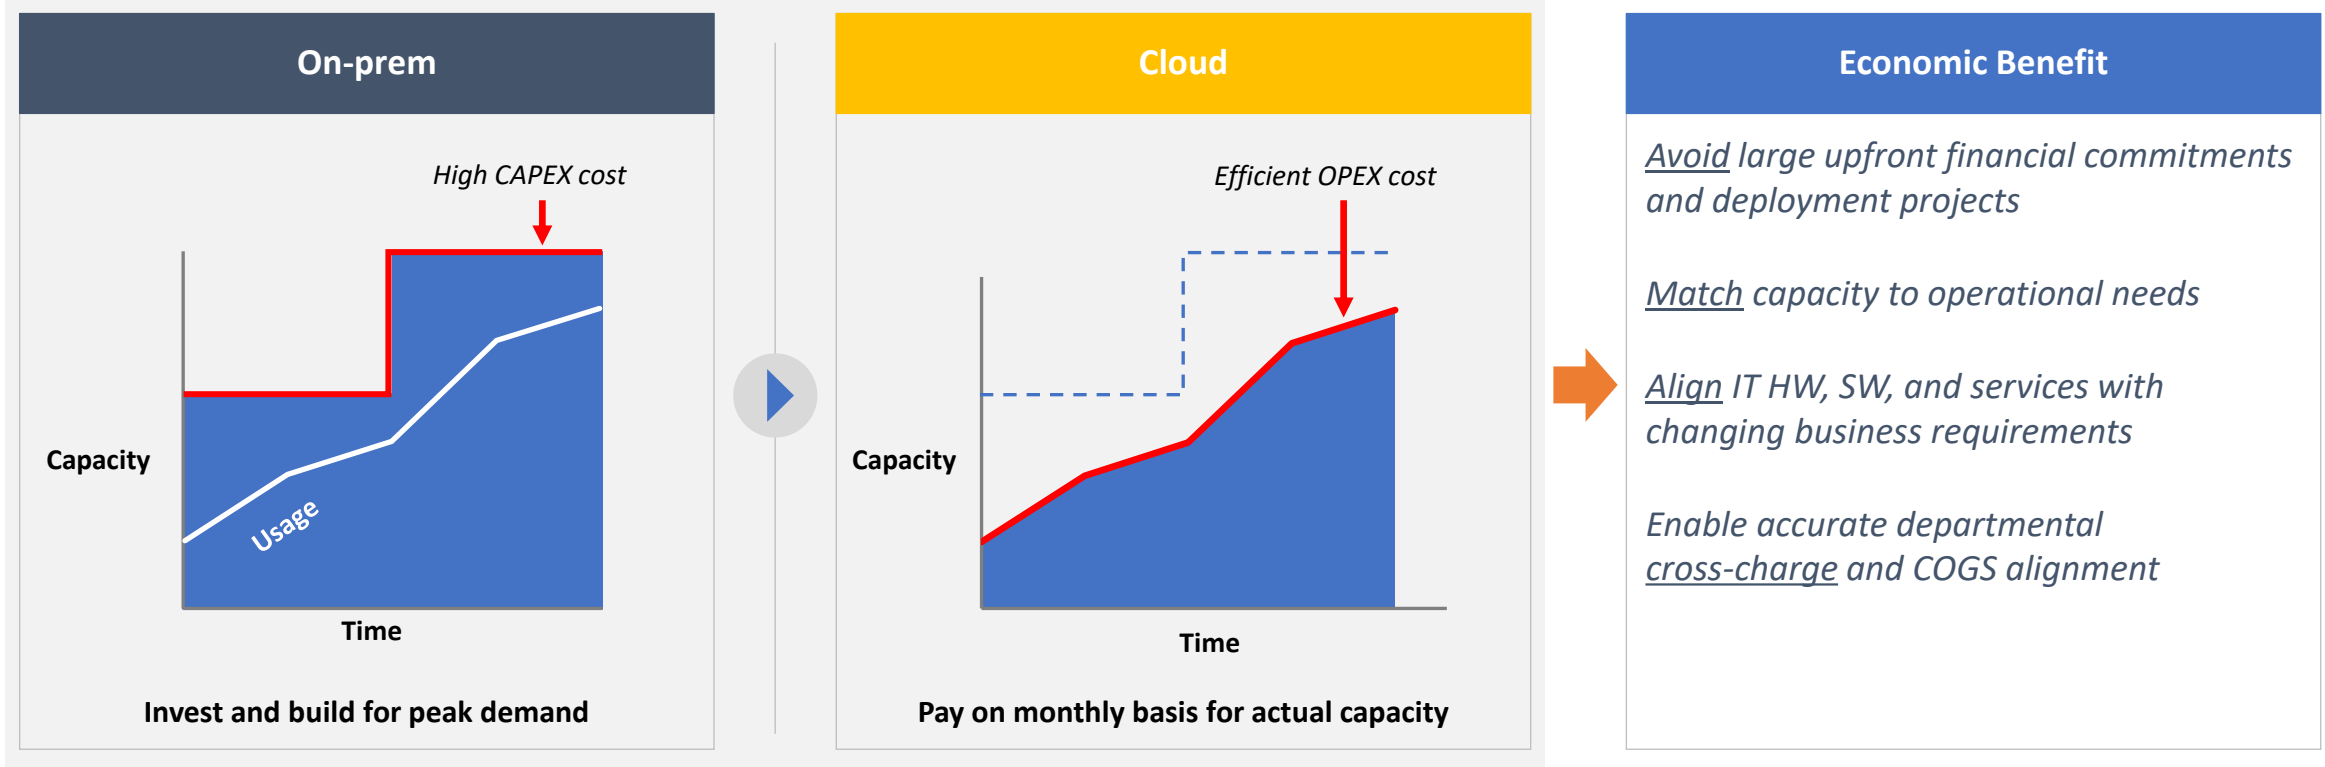 On-prem
High CAPEX cost
Capacity
Usage
Time
Invest and build for peak demand
Cloud
Efficient OPEX cost
Capacity
Time
Pay on monthly basis for actual capacity
Economic Benefit
Avoid large upfront financial commitments
and deployment projects
Match capacity to operational needs
Align IT HW, SW, and services with
changing business requirements
Enable accurate departmental
cross-charge and COGS alignment